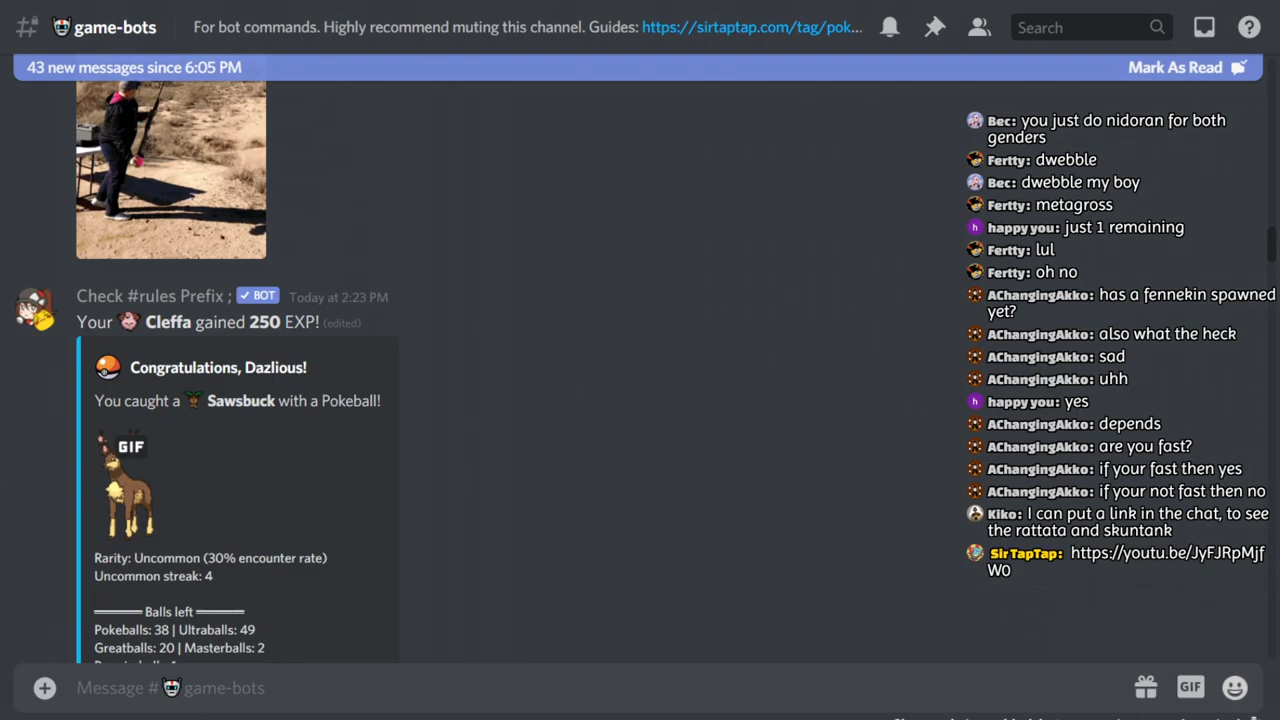 game-bots
For bot commands. Highly recommend muting this channel. Guides: https://sirtaptap.com/tag/pok...
Search
43 new messages since 6:05 PM
Mark As Read
Check #rules Prefix ; BOT Today at 2:23 PM
Your Cleffa gained 250 EXP! (edited)
Congratulations, Dazlious!
You caught a Sawsbuck with a Pokeball!
GIF
Rarity: Uncommon (30% encounter rate)
Uncommon streak: 4
Balls left
Pokeballs: 38 | Ultraballs: 49
Greatballs: 20 | Masterballs: 2
Message # game-bots
GIF
Bec: you just do nidoran for both
genders
Fertty: dwebble
Bec: dwebble my boy
Fertty: metagross
h happy you: just 1 remaining
Fertty: lul
Fertty: oh no
AChangingAkko: has a fennekin spawned
yet?
AChangingAkko: also what the heck
AChangingAkko: sad
AChangingAkko: uhh
h happy you: yes
AChangingAkko: depends
AChangingAkko: are you fast?
AChangingAkko: if your fast then yes
AChangingAkko: if your not fast then no
Kiko: I can put a link in the chat, to see
the rattata and skuntank
SirTapTap: https://youtu.be/JyFJRpMjf
W0